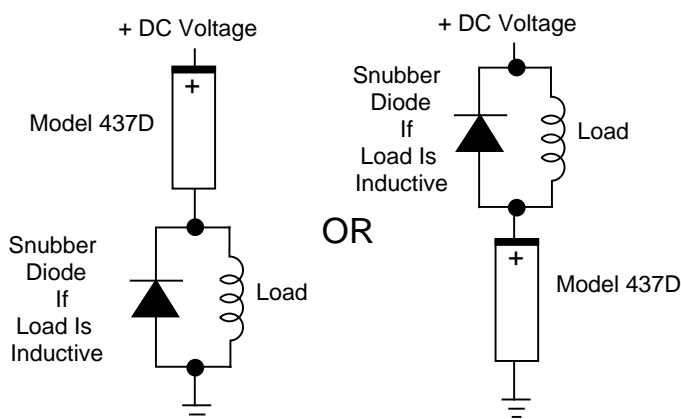 + DC Voltage
+
Model 437D
Snubber
Diode
If
Load Is
Inductive
Load
OR
+ DC Voltage
Snubber
Diode
If
Load Is
Inductive
Load
+
Model 437D